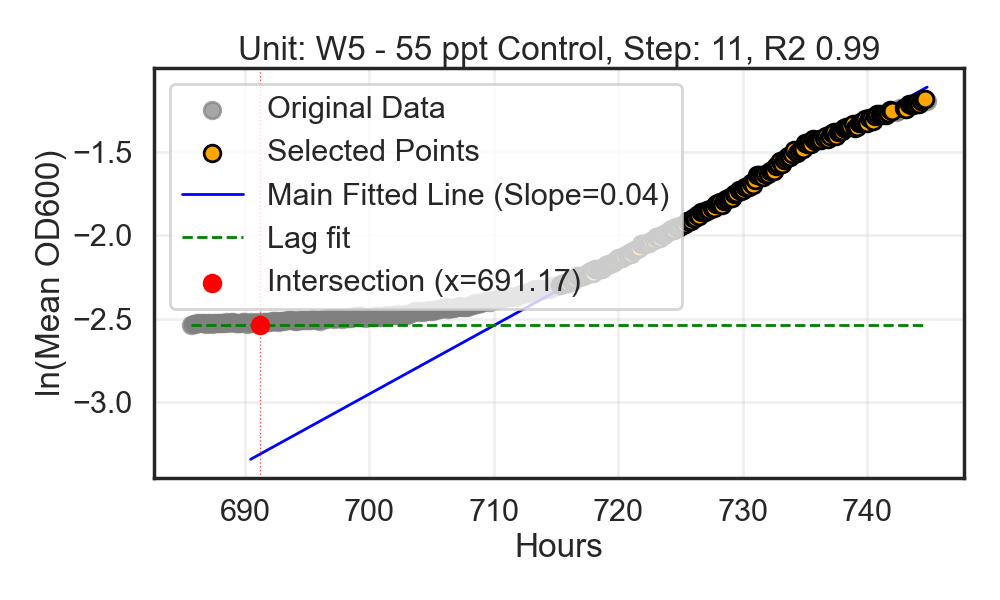 Unit: W5 - 55 ppt Control, Step: 11, R2 0.99
Original Data
Selected Points
Main Fitted Line (Slope=0.04)
Lag fit
Intersection (x=691.17)
ln(Mean OD600)
−1.5
−2.0
−2.5
−3.0
690 700 710 720 730 740
Hours